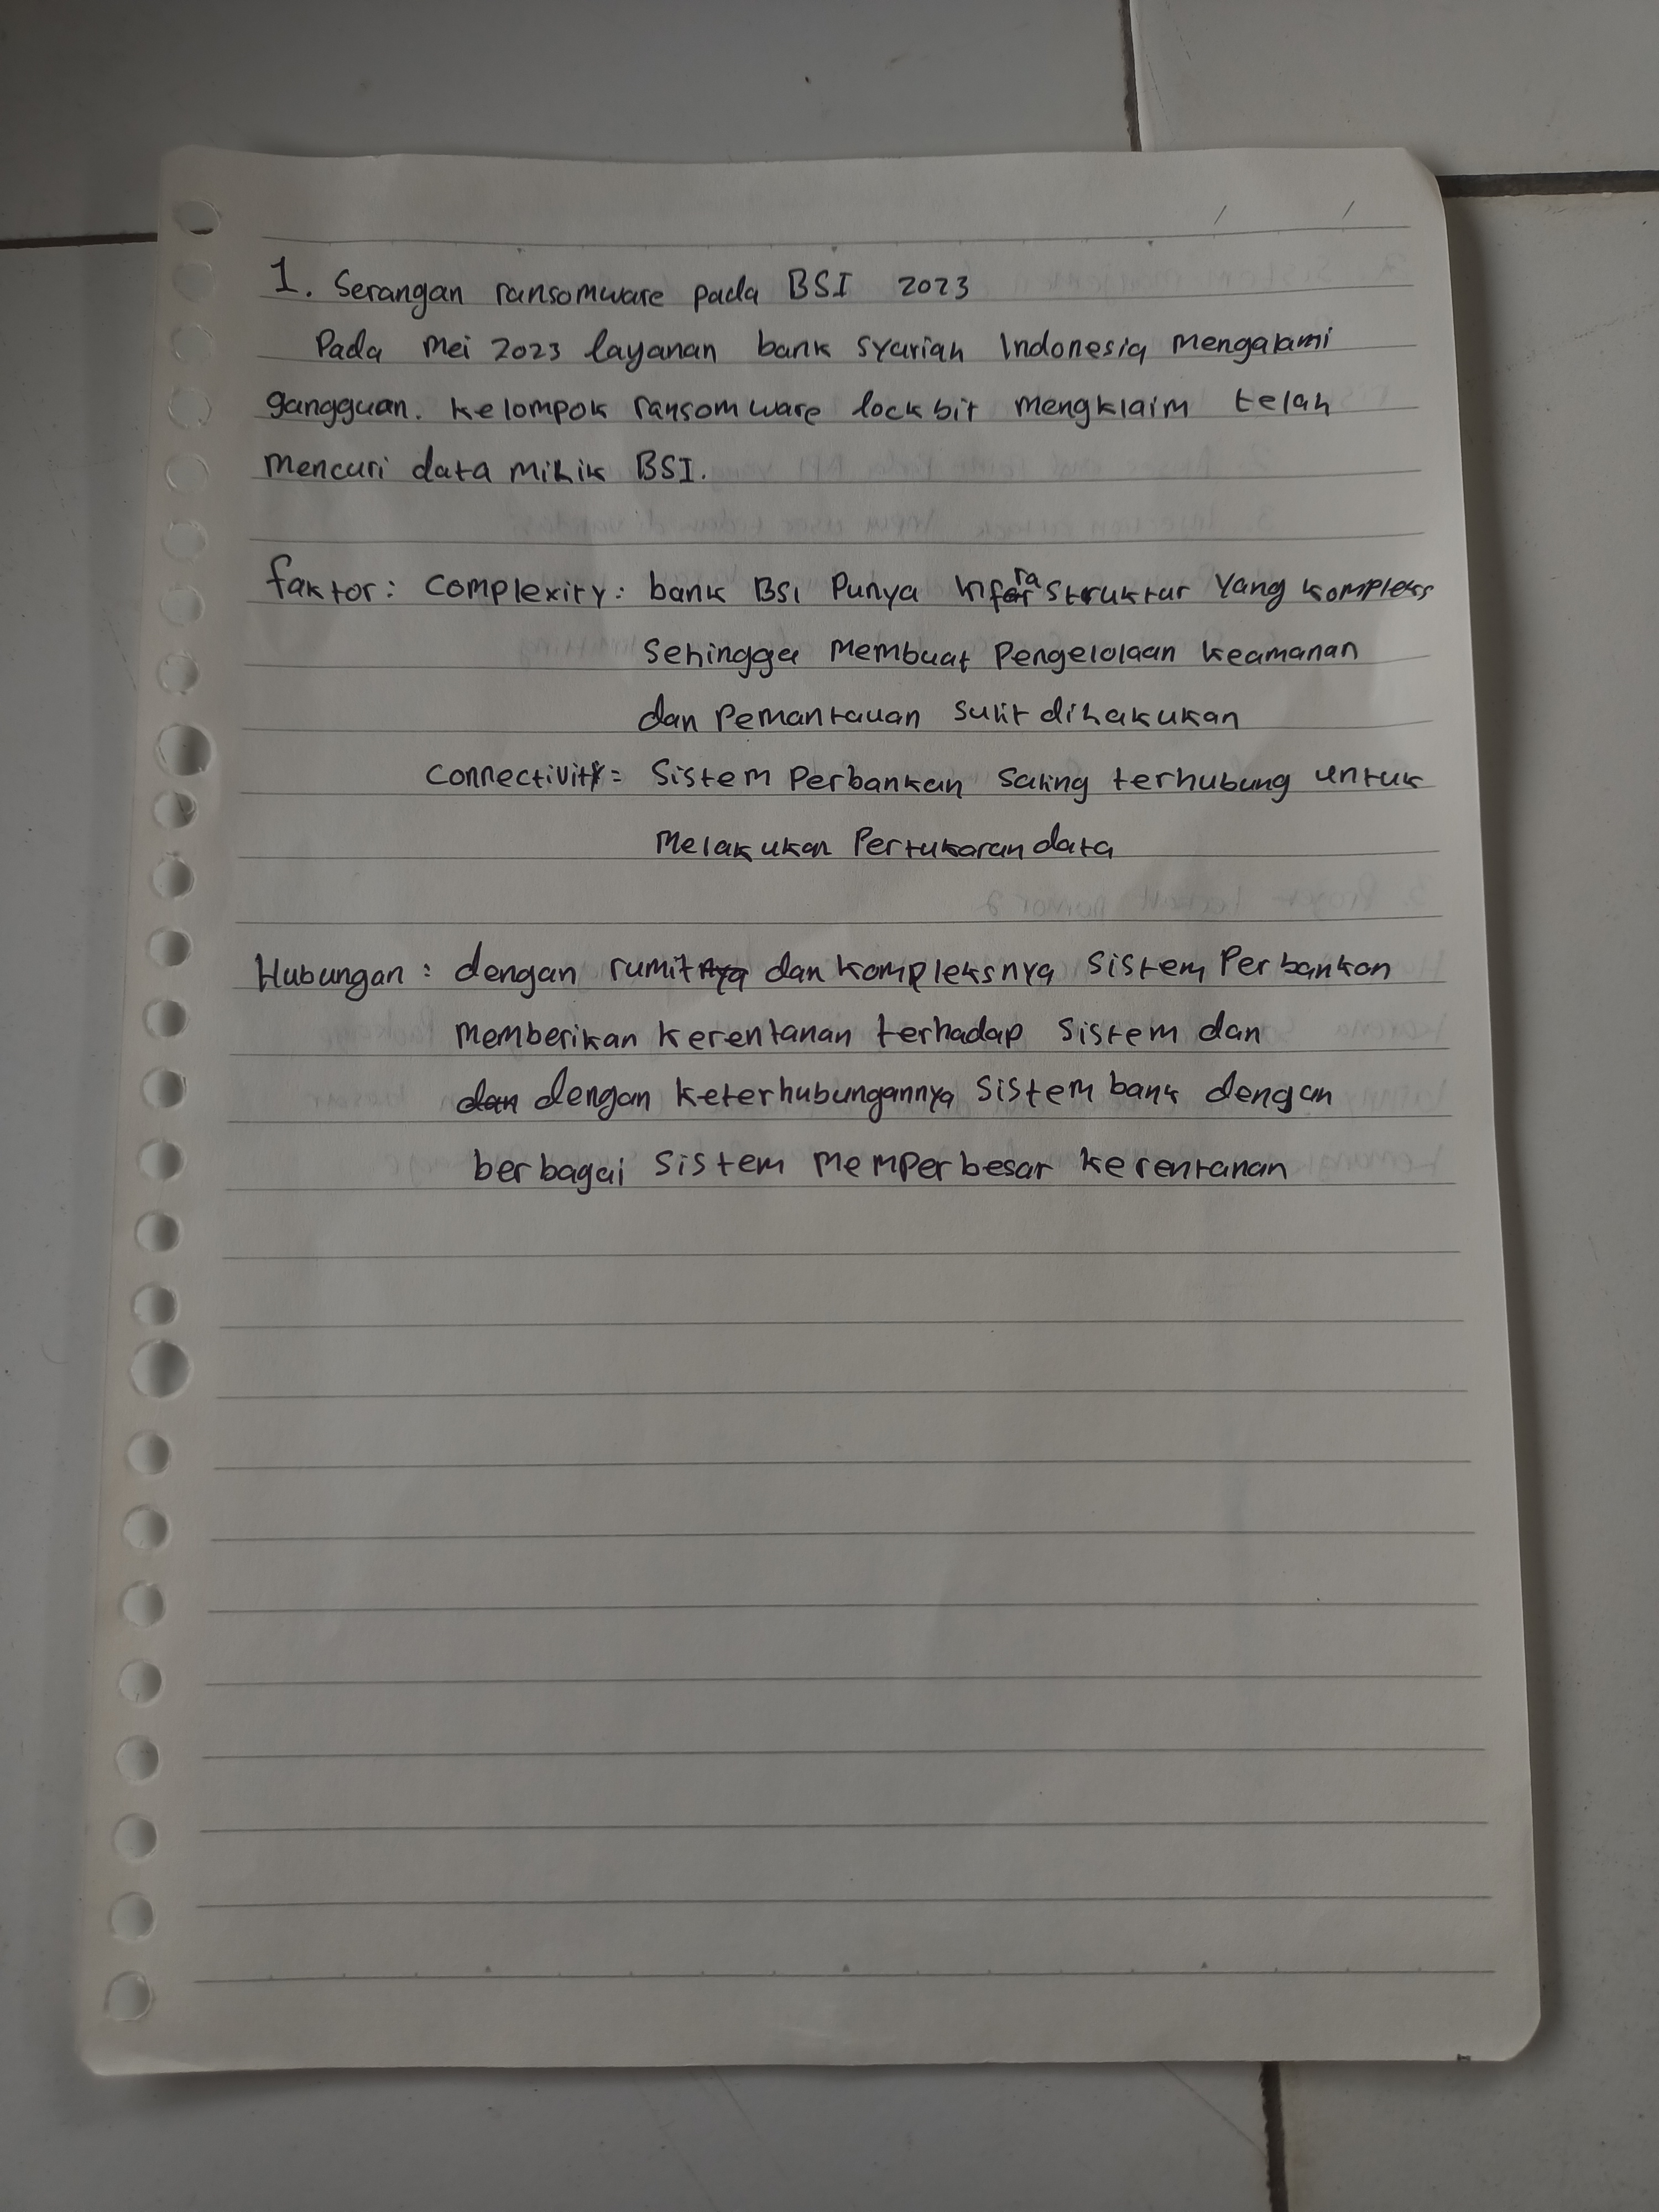 1. Serangan ransomware pada BSI 2023
Pada Mei 2023 layanan bank syariah Indonesia mengalami
gangguan. kelompok ransomware lockbit mengklaim telah
mencuri data milik BSI.
faktor: Complexity: bank BSI Punya Infrastruktur Yang kompleks
Sehingga Membuat Pengelolaan keamanan
dan Pemantauan sulit dilakukan
Connectivity= Sistem Perbankan saling terhubung untuk
Melakukan Pertukaran data
Hubungan: dengan rumit dan kompleksnya sistem Perbankan
memberikan kerentanan terhadap sistem dan
dengan keterhubungannya sistem bank dengan
berbagai sistem memperbesar kerentanan